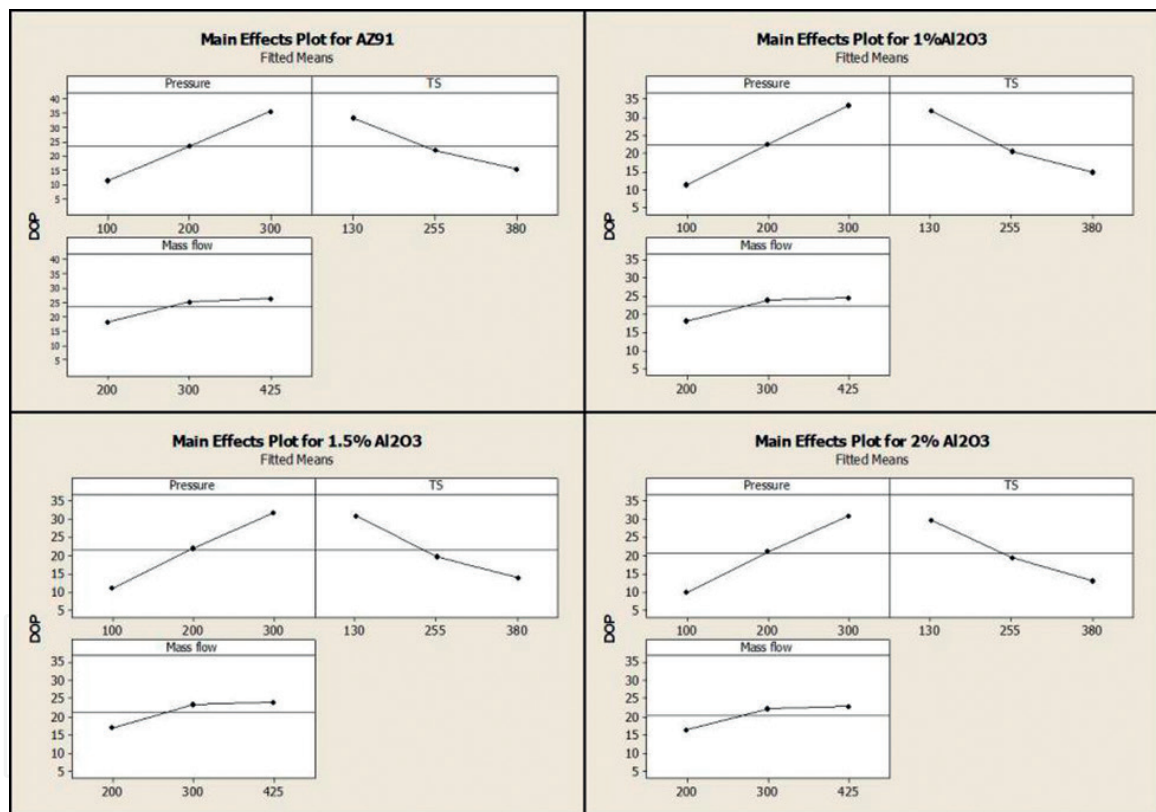 Main Effects Plot for AZ91
Fitted Means
Pressure TS
40
35
30
25
20
15
10
5
100 200 300 130 255 380
DOP
Mass flow
40
35
30
25
20
15
10
5
200 300 425
Main Effects Plot for 1%Al2O3
Fitted Means
Pressure TS
35
30
25
20
15
10
5
100 200 300 130 255 380
DOP
Mass flow
35
30
25
20
15
10
5
200 300 425
Main Effects Plot for 1.5% Al2O3
Fitted Means
Pressure TS
35
30
25
20
15
10
5
100 200 300 130 255 380
DOP
Mass flow
35
30
25
20
15
10
5
200 300 425
Main Effects Plot for 2% Al2O3
Fitted Means
Pressure TS
35
30
25
20
15
10
5
100 200 300 130 255 380
DOP
Mass flow
35
30
25
20
15
10
5
200 300 425